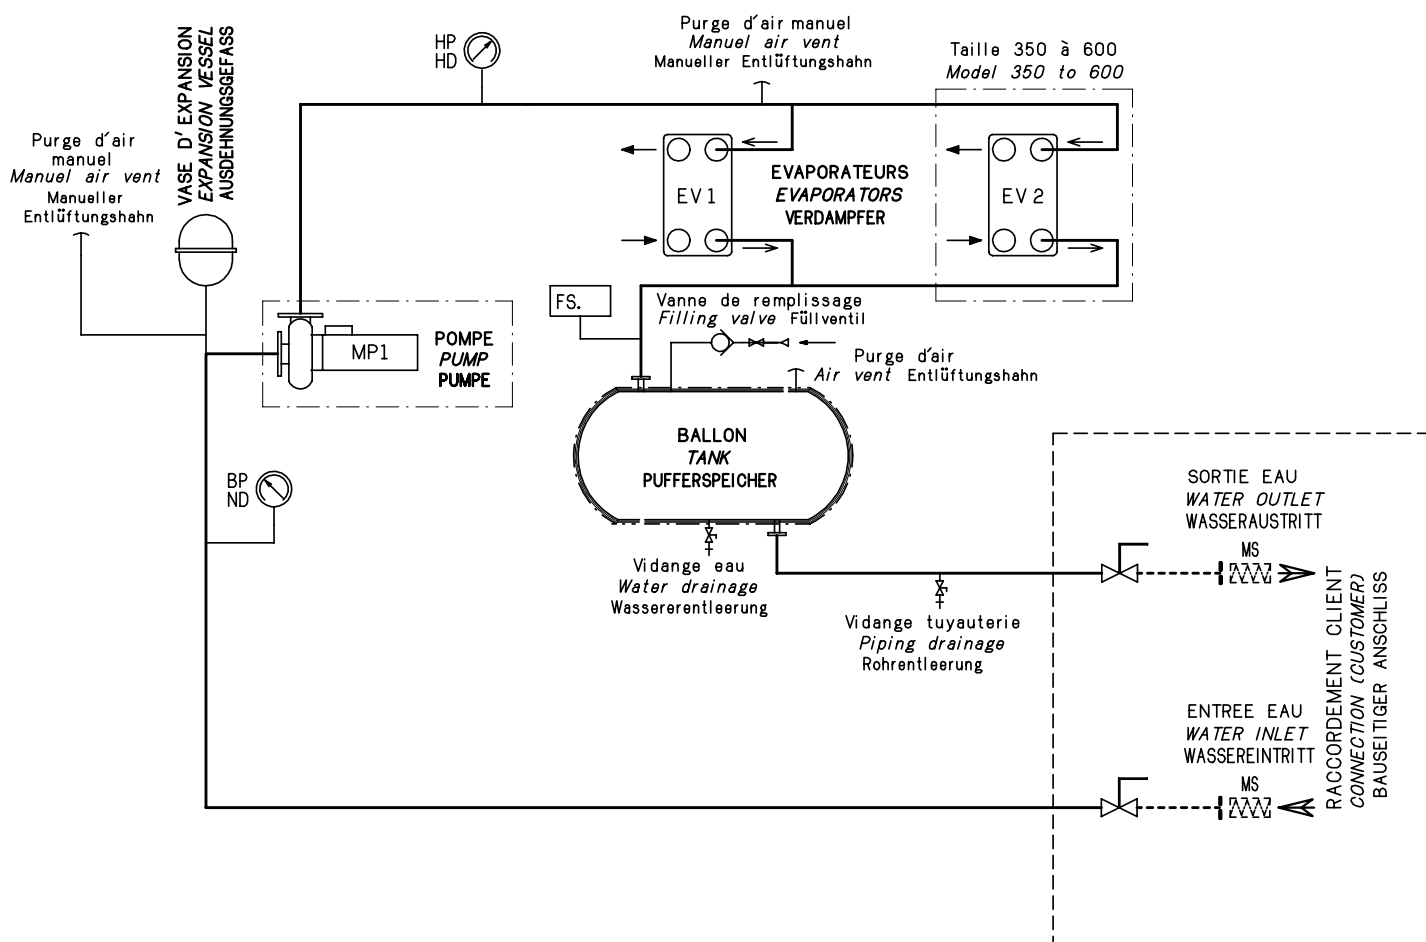 VASE D' EXPANSION
EXPANSION VESSEL
AUSDEHNUNGSGEFASS
Purge d'air
manuel
Manuel air vent
Manueller
Entlüftungshahn
HP
HD
Purge d'air manuel
Manuel air vent
Manueller Entlüftungshahn
Taille 350 à 600
Model 350 to 600
EV1
EVAPORATEURS
EVAPORATORS
VERDAMPFER
EV2
FS.
Vanne de remplissage
Filling valve Füllventil
Purge d'air
Air vent Entlüftungshahn
MP1
POMPE
PUMP
PUMPE
BALLON
TANK
PUFFERSPEICHER
BP
ND
Vidange eau
Water drainage
Wassererentleerung
Vidange tuyauterie
Piping drainage
Rohrentleerung
SORTIE EAU
WATER OUTLET
WASSERAUSTRITT
MS
ENTREE EAU
WATER INLET
WASSEREINTRITT
MS
RACCORDEMENT CLIENT
CONNECTION (CUSTOMER)
BAUSEITIGER ANSCHLISS